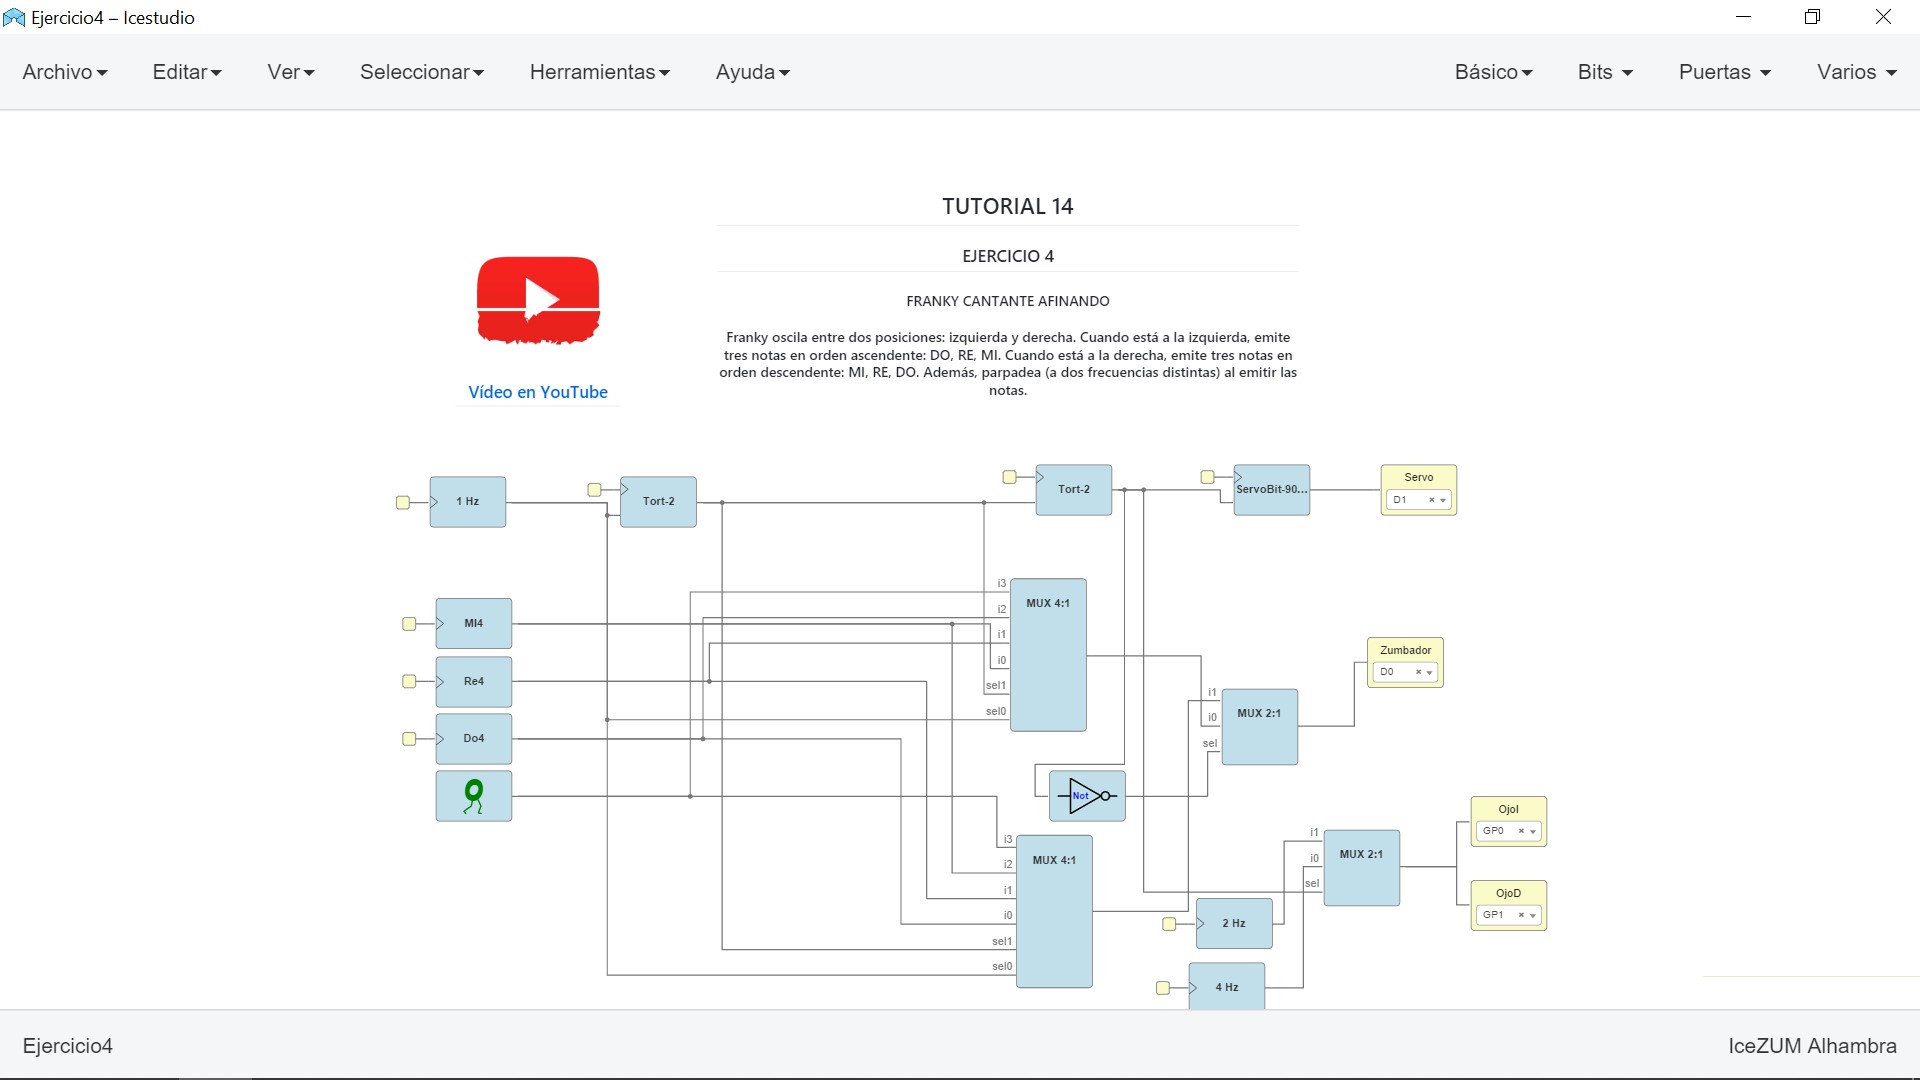 Ejercicio4 – Icestudio
Archivo
Editar
Ver
Seleccionar
Herramientas
Ayuda
Básico
Bits
Puertas
Varios
TUTORIAL 14
EJERCICIO 4
FRANKY CANTANTE AFINANDO
Franky oscila entre dos posiciones: izquierda y derecha. Cuando está a la izquierda, emite
tres notas en orden ascendente: DO, RE, MI. Cuando está a la derecha, emite tres notas en
orden descendente: MI, RE, DO. Además, parpadea (a dos frecuencias distintas) al emitir las
notas.
Vídeo en YouTube
1 Hz
Tort-2
Tort-2
ServoBit-90...
Servo
D1
MI4
Re4
Do4
0
i3
i2
i1
i0
sel1
sel0
MUX 4:1
i1
i0
sel
MUX 2:1
Zumbador
D0
Not
i3
i2
i1
i0
sel1
sel0
MUX 4:1
i1
i0
sel
MUX 2:1
OjoI
GP0
OjoD
GP1
2 Hz
4 Hz
Ejercicio4
IceZUM Alhambra